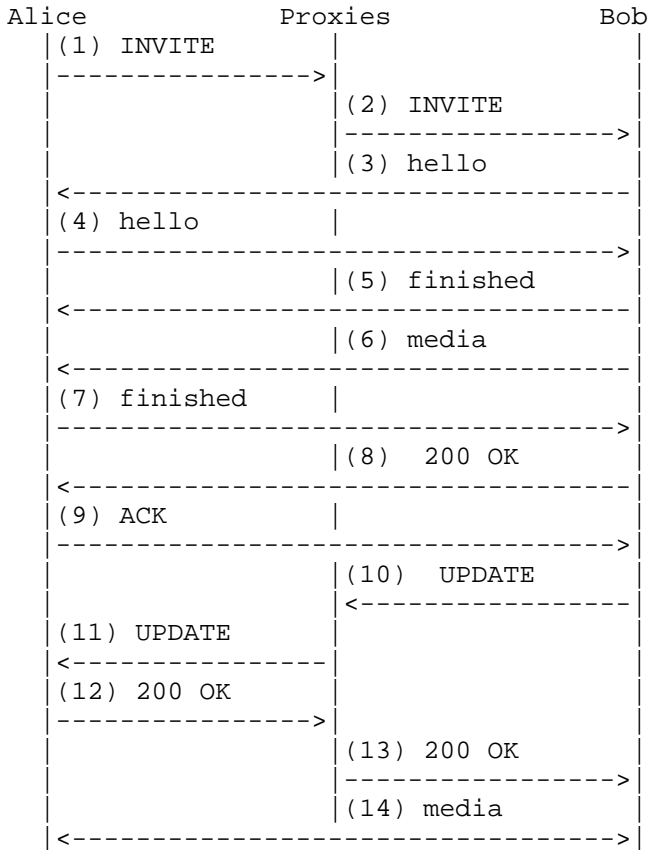 Alice Proxies Bob
(1) INVITE
(2) INVITE
(3) hello
(4) hello
(5) finished
(6) media
(7) finished
(8) 200 OK
(9) ACK
(10) UPDATE
(11) UPDATE
(12) 200 OK
(13) 200 OK
(14) media